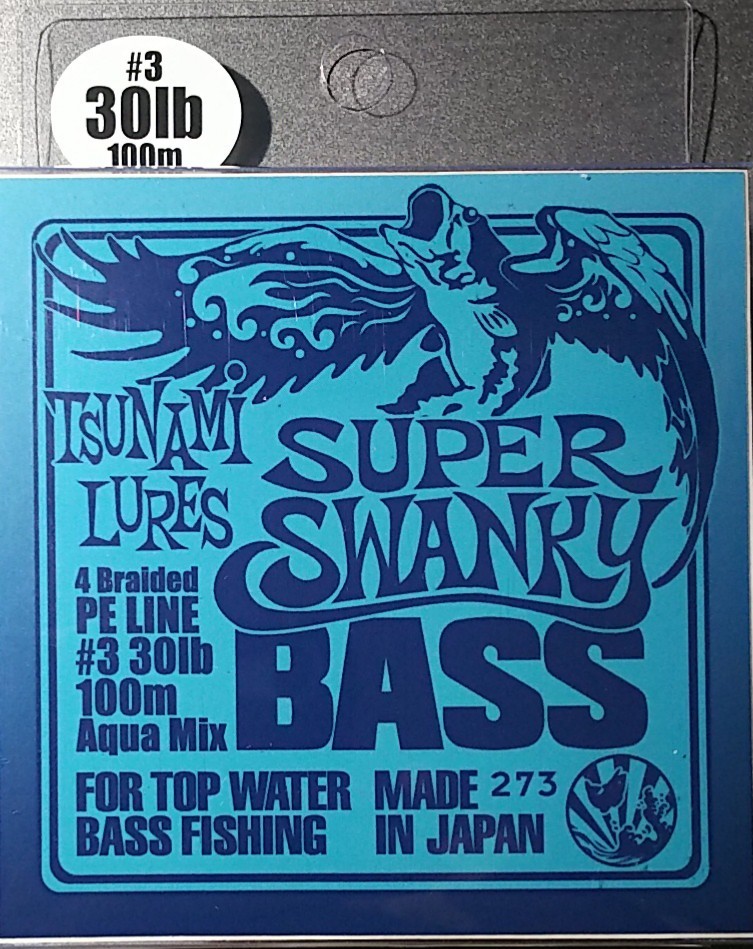 #3
30lb
100m
TSUNAMI
LURES
SUPER
SWANKY
BASS
4 Braided
PE LINE
#3 30lb
100m
Aqua Mix
FOR TOP WATER
BASS FISHING
MADE 273
IN JAPAN